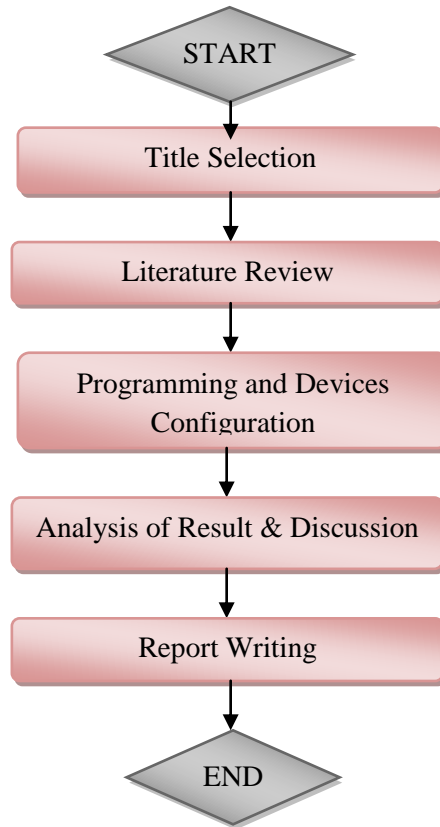 START
Title Selection
Literature Review
Programming and Devices
Configuration
Analysis of Result & Discussion
Report Writing
END